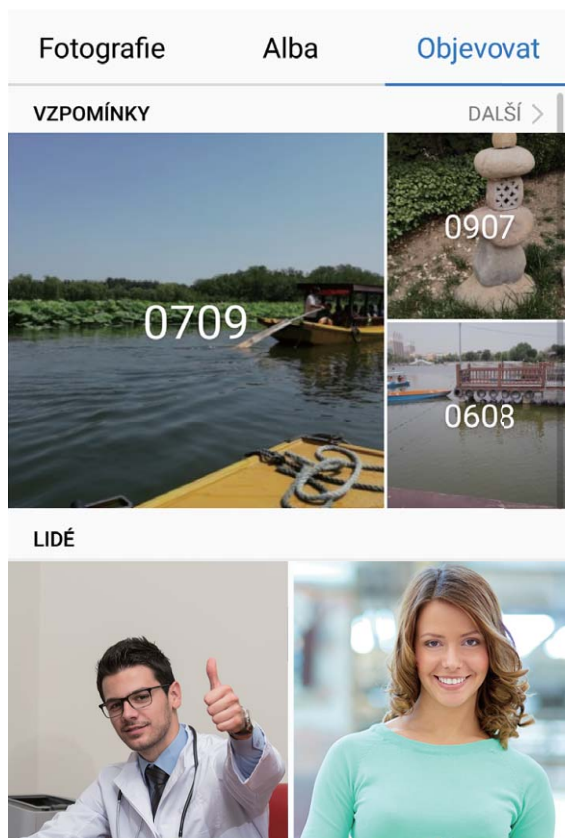 Fotografie Alba Objevovat
VZPOMÍNKY DALŠÍ
0709
0907
0608
LIDÉ